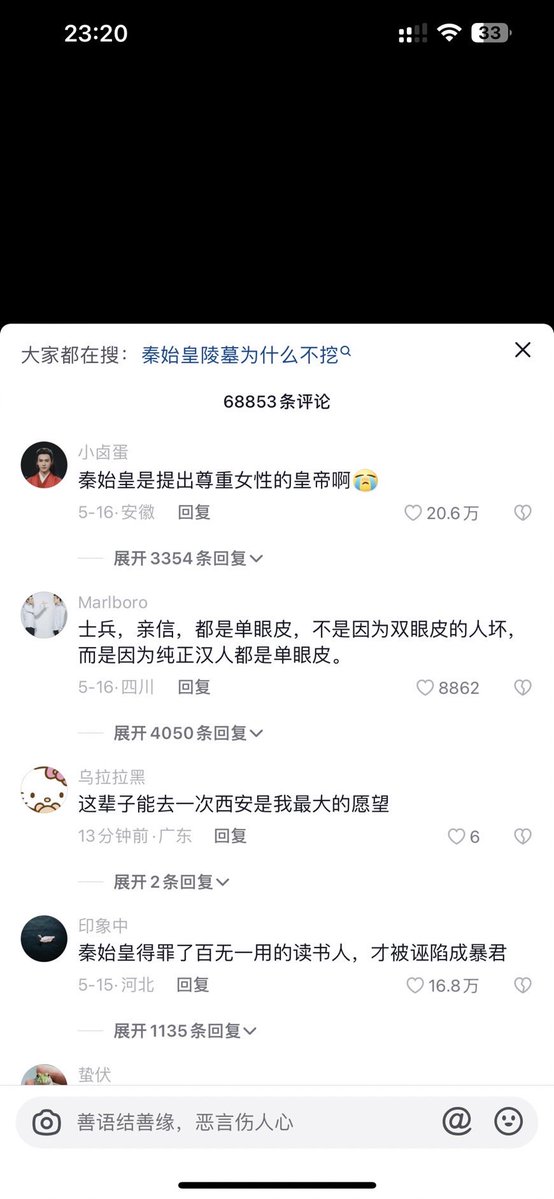 23:20
33
大家都在搜：秦始皇陵墓为什么不挖
68853条评论
小卤蛋
秦始皇是提出尊重女性的皇帝啊😭
5-16·安徽 回复 20.6万
展开3354条回复
Marlboro
士兵，亲信，都是单眼皮，不是因为双眼皮的人坏，
而是因为纯正汉人都是单眼皮。
5-16·四川 回复 8862
展开4050条回复
乌拉拉黑
这辈子能去一次西安是我最大的愿望
13分钟前·广东 回复 6
展开2条回复
印象中
秦始皇得罪了百无一用的读书人，才被诬陷成暴君
5-15·河北 回复 16.8万
展开1135条回复
蛰伏
善语结善缘，恶言伤人心